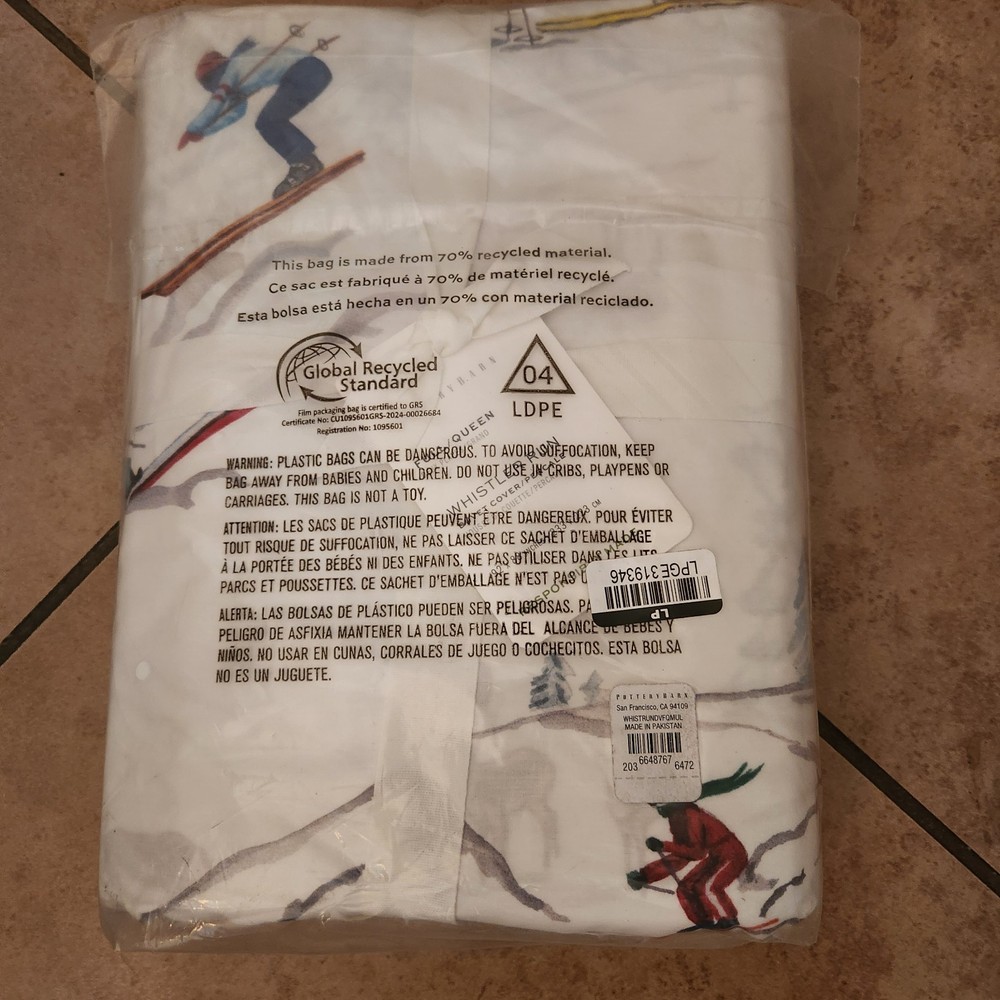 This bag is made from 70% recycled material.
Ce sac est fabriqué à 70% de matériel recyclé.
Esta bolsa está hecha en un 70% con material reciclado.
Global Recycled
Standard
Film packaging bag is certified to GRS
Certificate No: CU1095601GRS-2024-00026684
Registration No: 1095601
04
LDPE
WARNING: PLASTIC BAGS CAN BE DANGEROUS. TO AVOID SUFFOCATION, KEEP
BAG AWAY FROM BABIES AND CHILDREN. DO NOT USE IN CRIBS, PLAYPENS OR
CARRIAGES. THIS BAG IS NOT A TOY.
ATTENTION: LES SACS DE PLASTIQUE PEUVENT ÊTRE DANGEREUX. POUR ÉVITER
TOUT RISQUE DE SUFFOCATION, NE PAS LAISSER CE SACHET D'EMBALLAGE
À LA PORTÉE DES BÉBÉS NI DES ENFANTS. NE PAS UTILISER DANS LES LITS
PARCS ET POUSSETTES. CE SACHET D'EMBALLAGE N'EST PAS
ALERTA: LAS BOLSAS DE PLÁSTICO PUEDEN SER PELIGROSAS.
PELIGRO DE ASFIXIA MANTENER LA BOLSA FUERA DEL ALCANCE DE BEBES Y
NIÑOS. NO USAR EN CUNAS, CORRALES DE JUEGO O COCHECITOS. ESTA BOLSA
NO ES UN JUGUETE.
/QUEEN
WHISTLER RUN
LPGE319346
LP
POTTERY BARN
San Francisco, CA 94109
WHISTRUNDVFQMUL
MADE IN PAKISTAN
203 6648767 6472